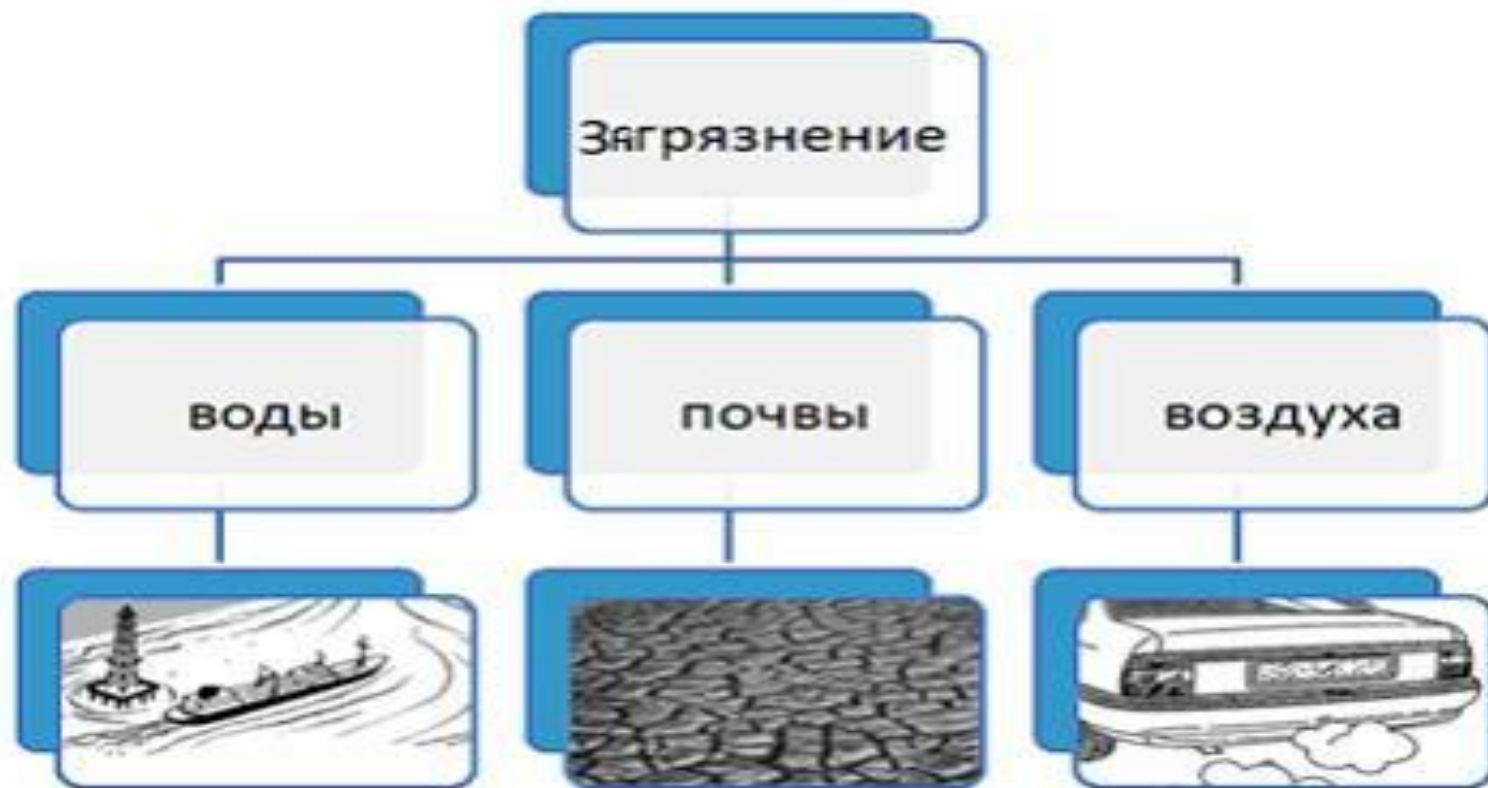 Загрязнение
воды
почвы
воздуха